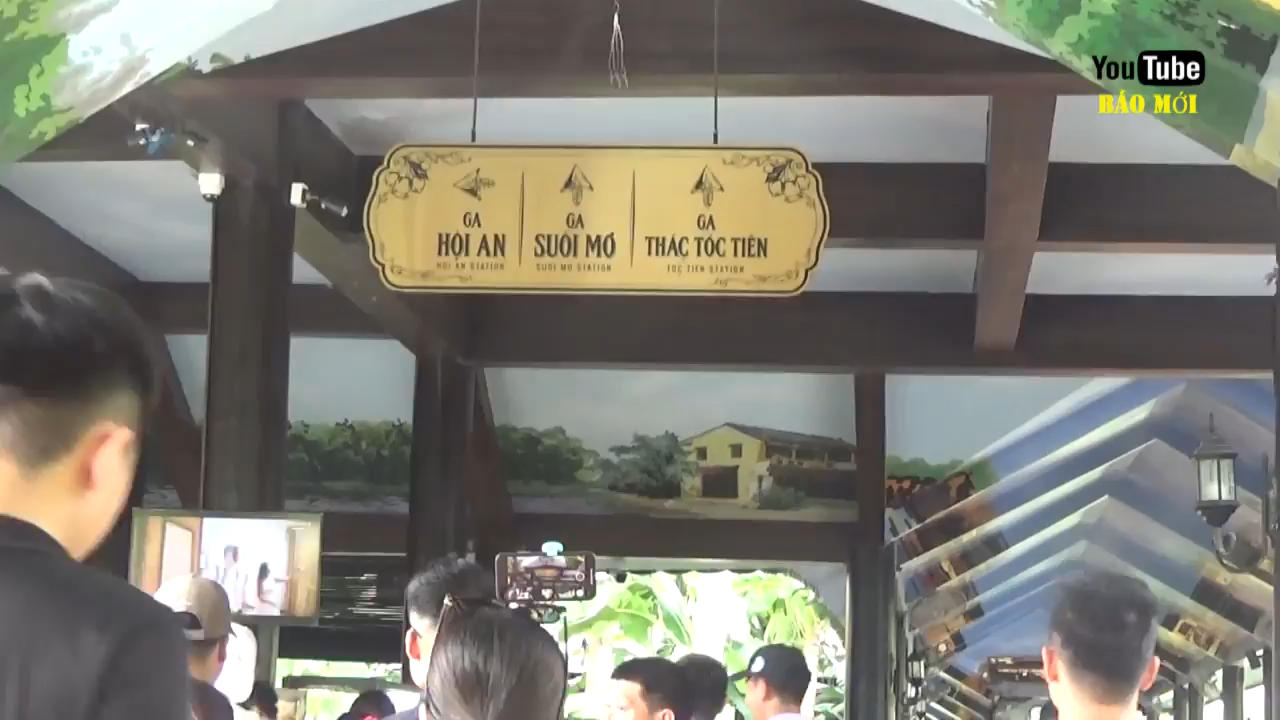 YouTube
BÁO MỚI
GA
HỘI AN
HOI AN STATION
GA
SUỐI MƠ
SUOI MO STATION
GA
THÁC TÓC TIÊN
TOC TIEN STATION